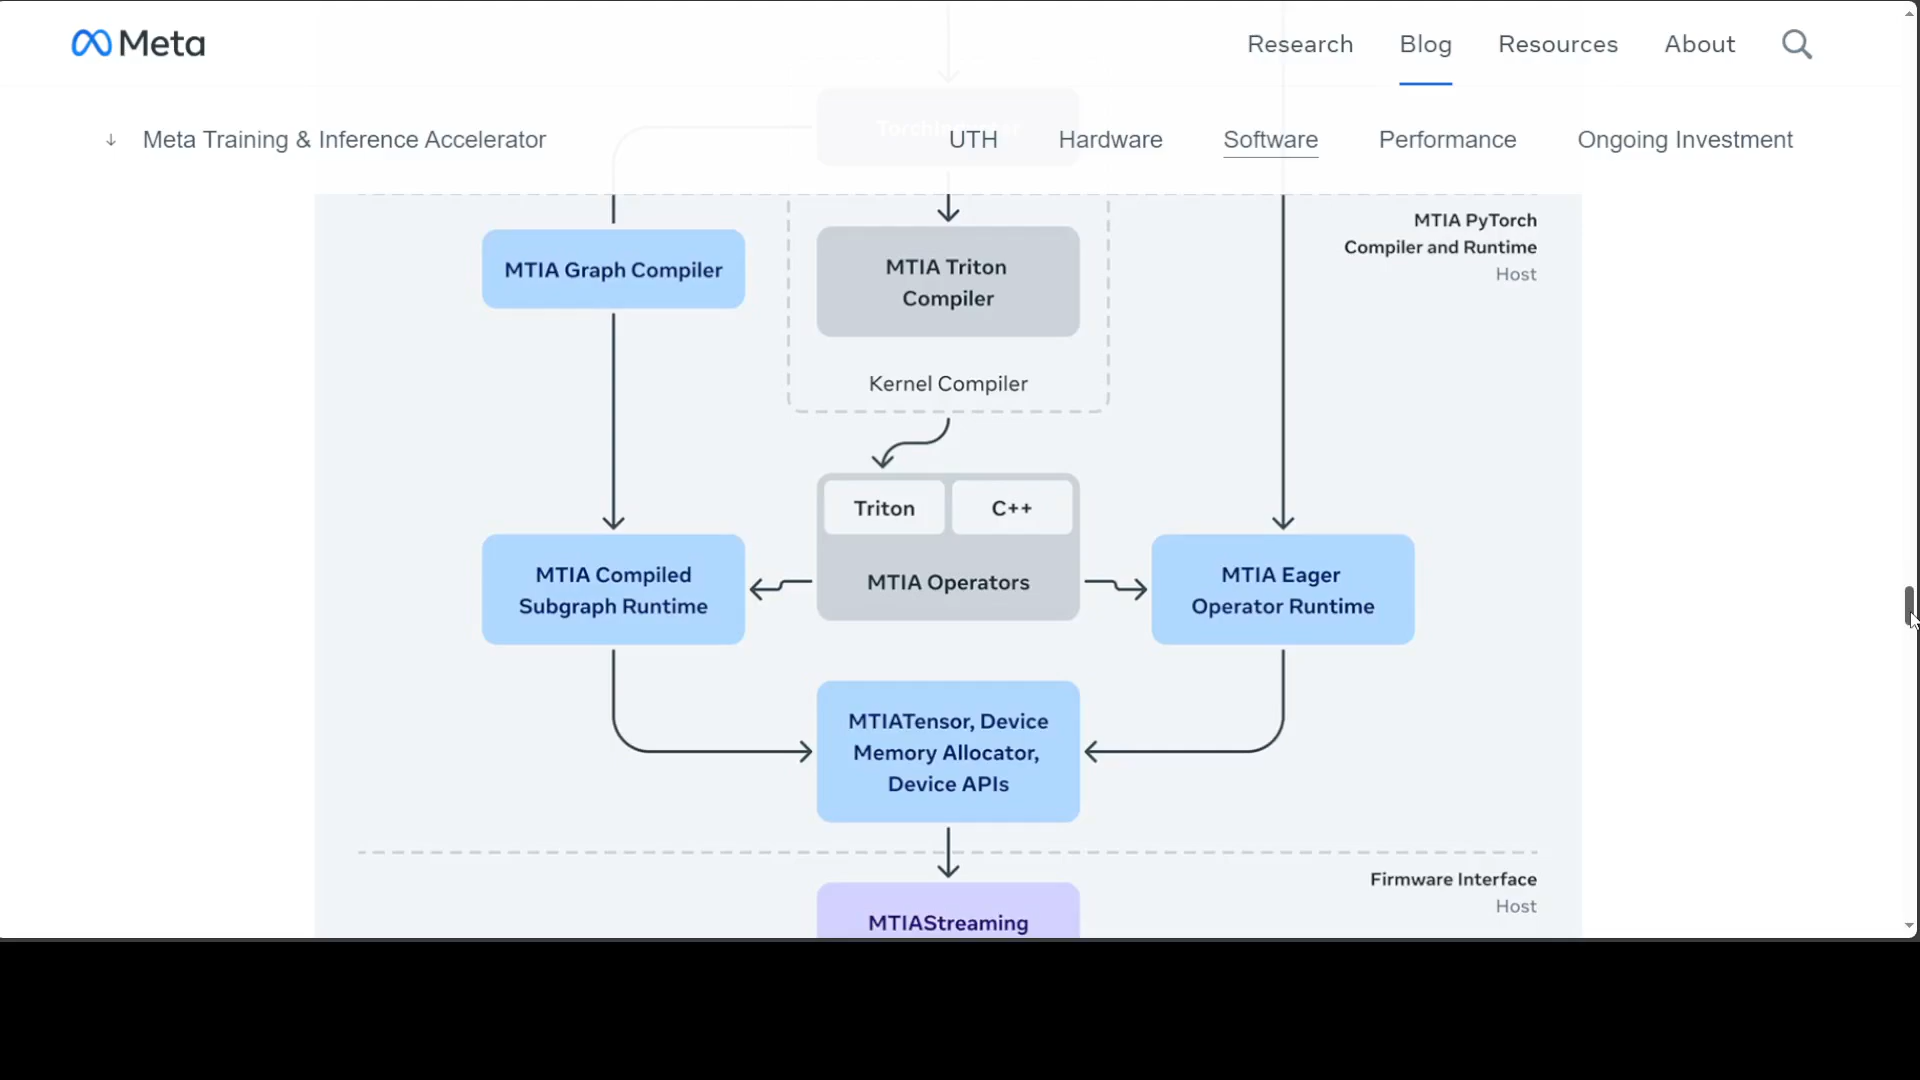 Meta
Research
Blog
Resources
About
Meta Training & Inference Accelerator
UTH
Hardware
Software
Performance
Ongoing Investment
MTIA PyTorch
Compiler and Runtime
Host
MTIA Graph Compiler
MTIA Triton
Compiler
Kernel Compiler
Triton
C++
MTIA Operators
MTIA Compiled
Subgraph Runtime
MTIA Eager
Operator Runtime
MTIATensor, Device
Memory Allocator,
Device APIs
Firmware Interface
Host
MTIAStreaming